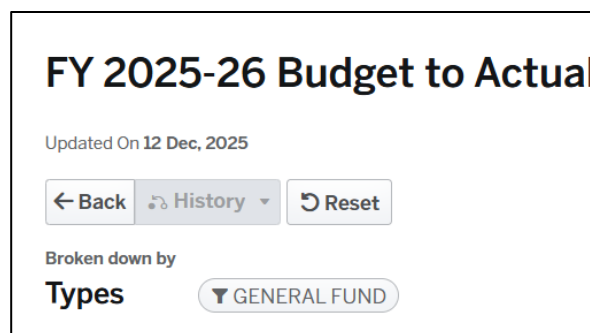 FY 2025-26 Budget to Actual
Updated On 12 Dec, 2025
Back History Reset
Broken down by
Types GENERAL FUND